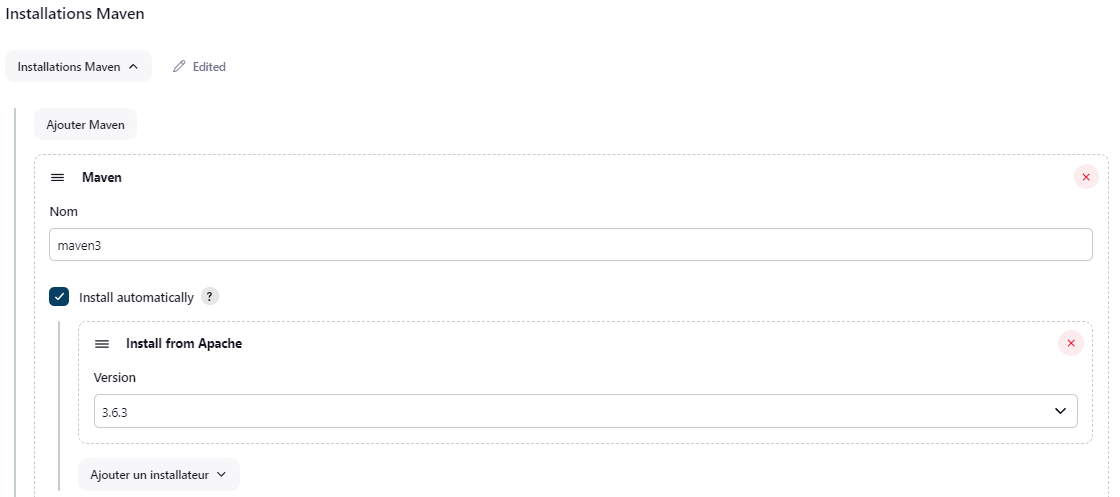 Installations Maven
Installations Maven Edited
Ajouter Maven
Maven
Nom
maven3
Install automatically ?
Install from Apache
Version
3.6.3
Ajouter un installateur